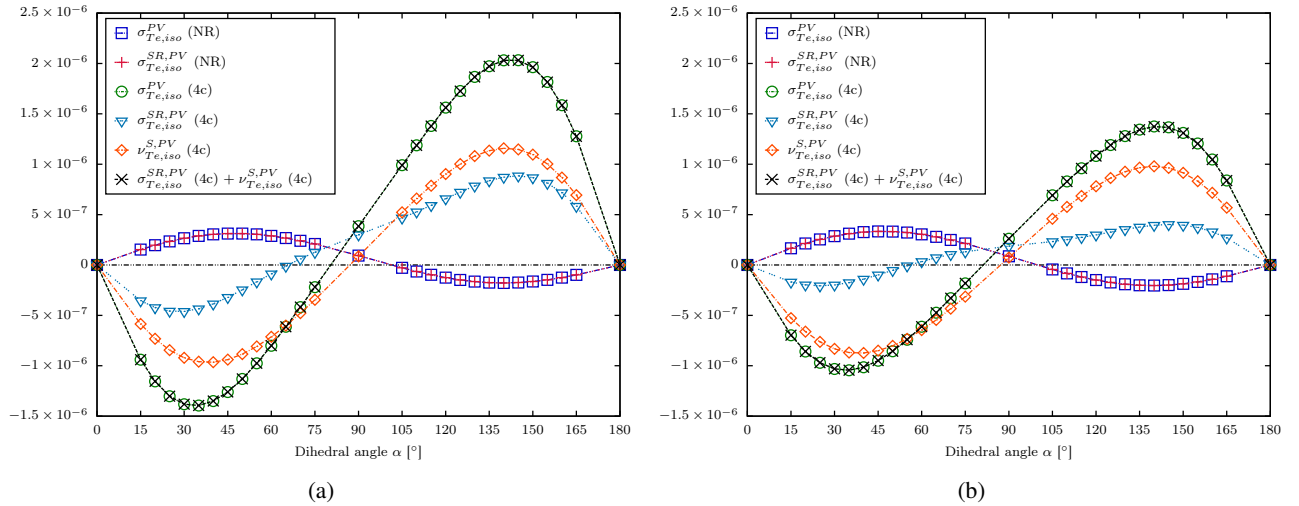 2.5 × 10⁻⁶
2 × 10⁻⁶
1.5 × 10⁻⁶
1 × 10⁻⁶
5 × 10⁻⁷
0
−5 × 10⁻⁷
−1 × 10⁻⁶
−1.5 × 10⁻⁶
σ^{PV}_{Te,iso} (NR)
σ^{SR,PV}_{Te,iso} (NR)
σ^{PV}_{Te,iso} (4c)
σ^{SR,PV}_{Te,iso} (4c)
ν^{S,PV}_{Te,iso} (4c)
σ^{SR,PV}_{Te,iso} (4c) + ν^{S,PV}_{Te,iso} (4c)
0 15 30 45 60 75 90 105 120 135 150 165 180
Dihedral angle α [°]
(a)
2.5 × 10⁻⁶
2 × 10⁻⁶
1.5 × 10⁻⁶
1 × 10⁻⁶
5 × 10⁻⁷
0
−5 × 10⁻⁷
−1 × 10⁻⁶
−1.5 × 10⁻⁶
σ^{PV}_{Te,iso} (NR)
σ^{SR,PV}_{Te,iso} (NR)
σ^{PV}_{Te,iso} (4c)
σ^{SR,PV}_{Te,iso} (4c)
ν^{S,PV}_{Te,iso} (4c)
σ^{SR,PV}_{Te,iso} (4c) + ν^{S,PV}_{Te,iso} (4c)
0 15 30 45 60 75 90 105 120 135 150 165 180
Dihedral angle α [°]
(b)